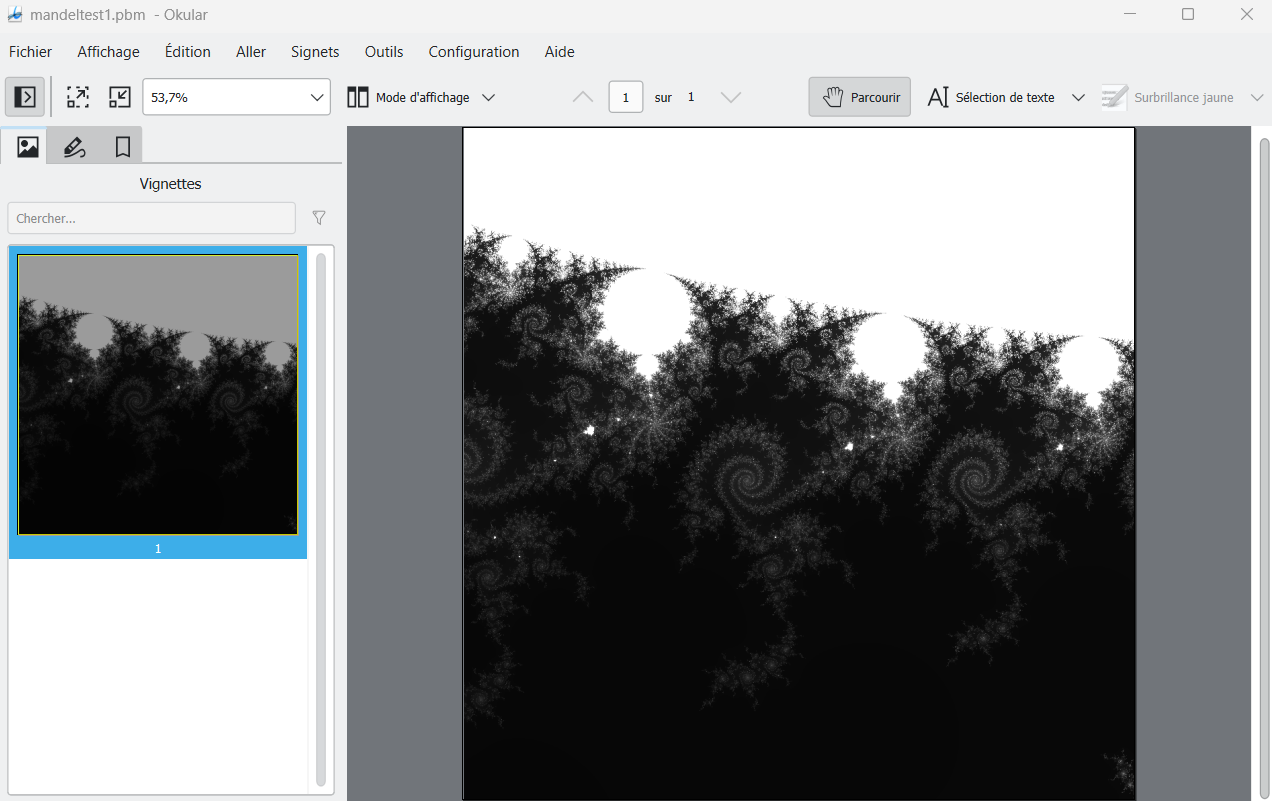 mandeltest1.pbm - Okular
Fichier Affichage Édition Aller Signets Outils Configuration Aide
53,7% Mode d'affichage 1 sur 1 Parcourir Sélection de texte Surbrillance jaune
Vignettes
Chercher...
1